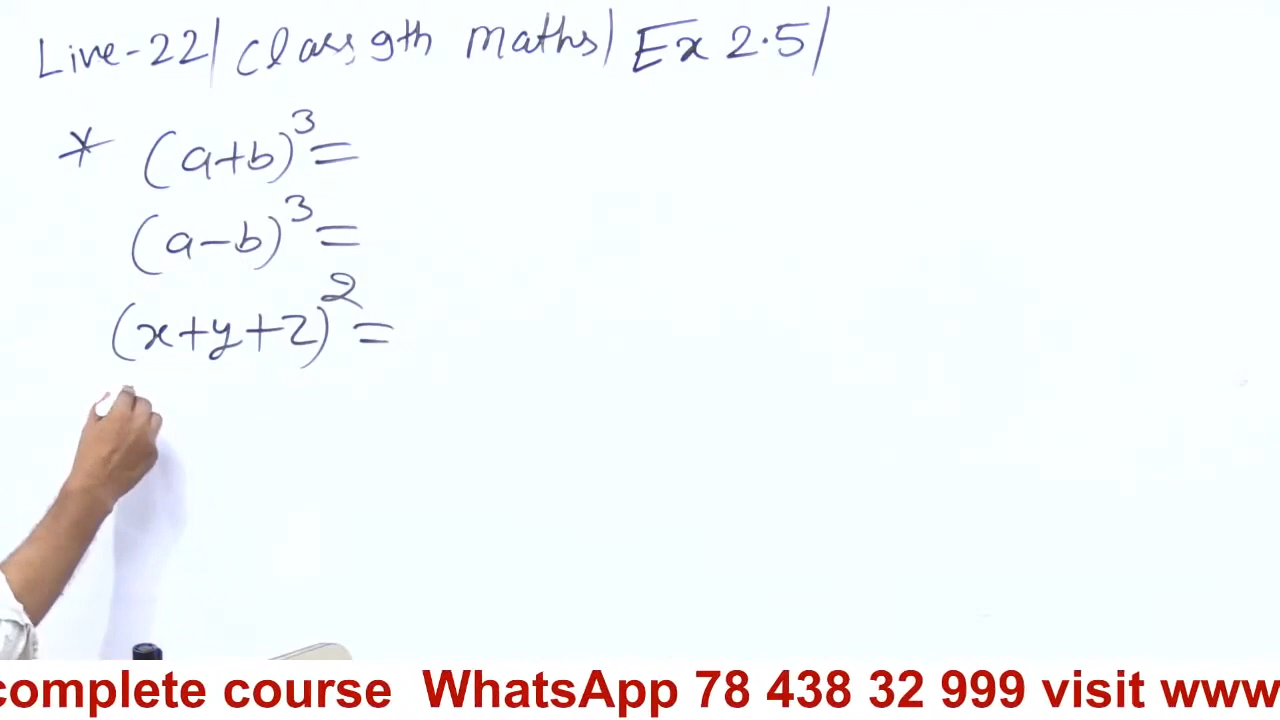 Live-22/ Class 9th maths/ Ex 2.5/
* (a+b)³=
(a-b)³=
(x+y+z)²=
complete course WhatsApp 78 438 32 999 visit www